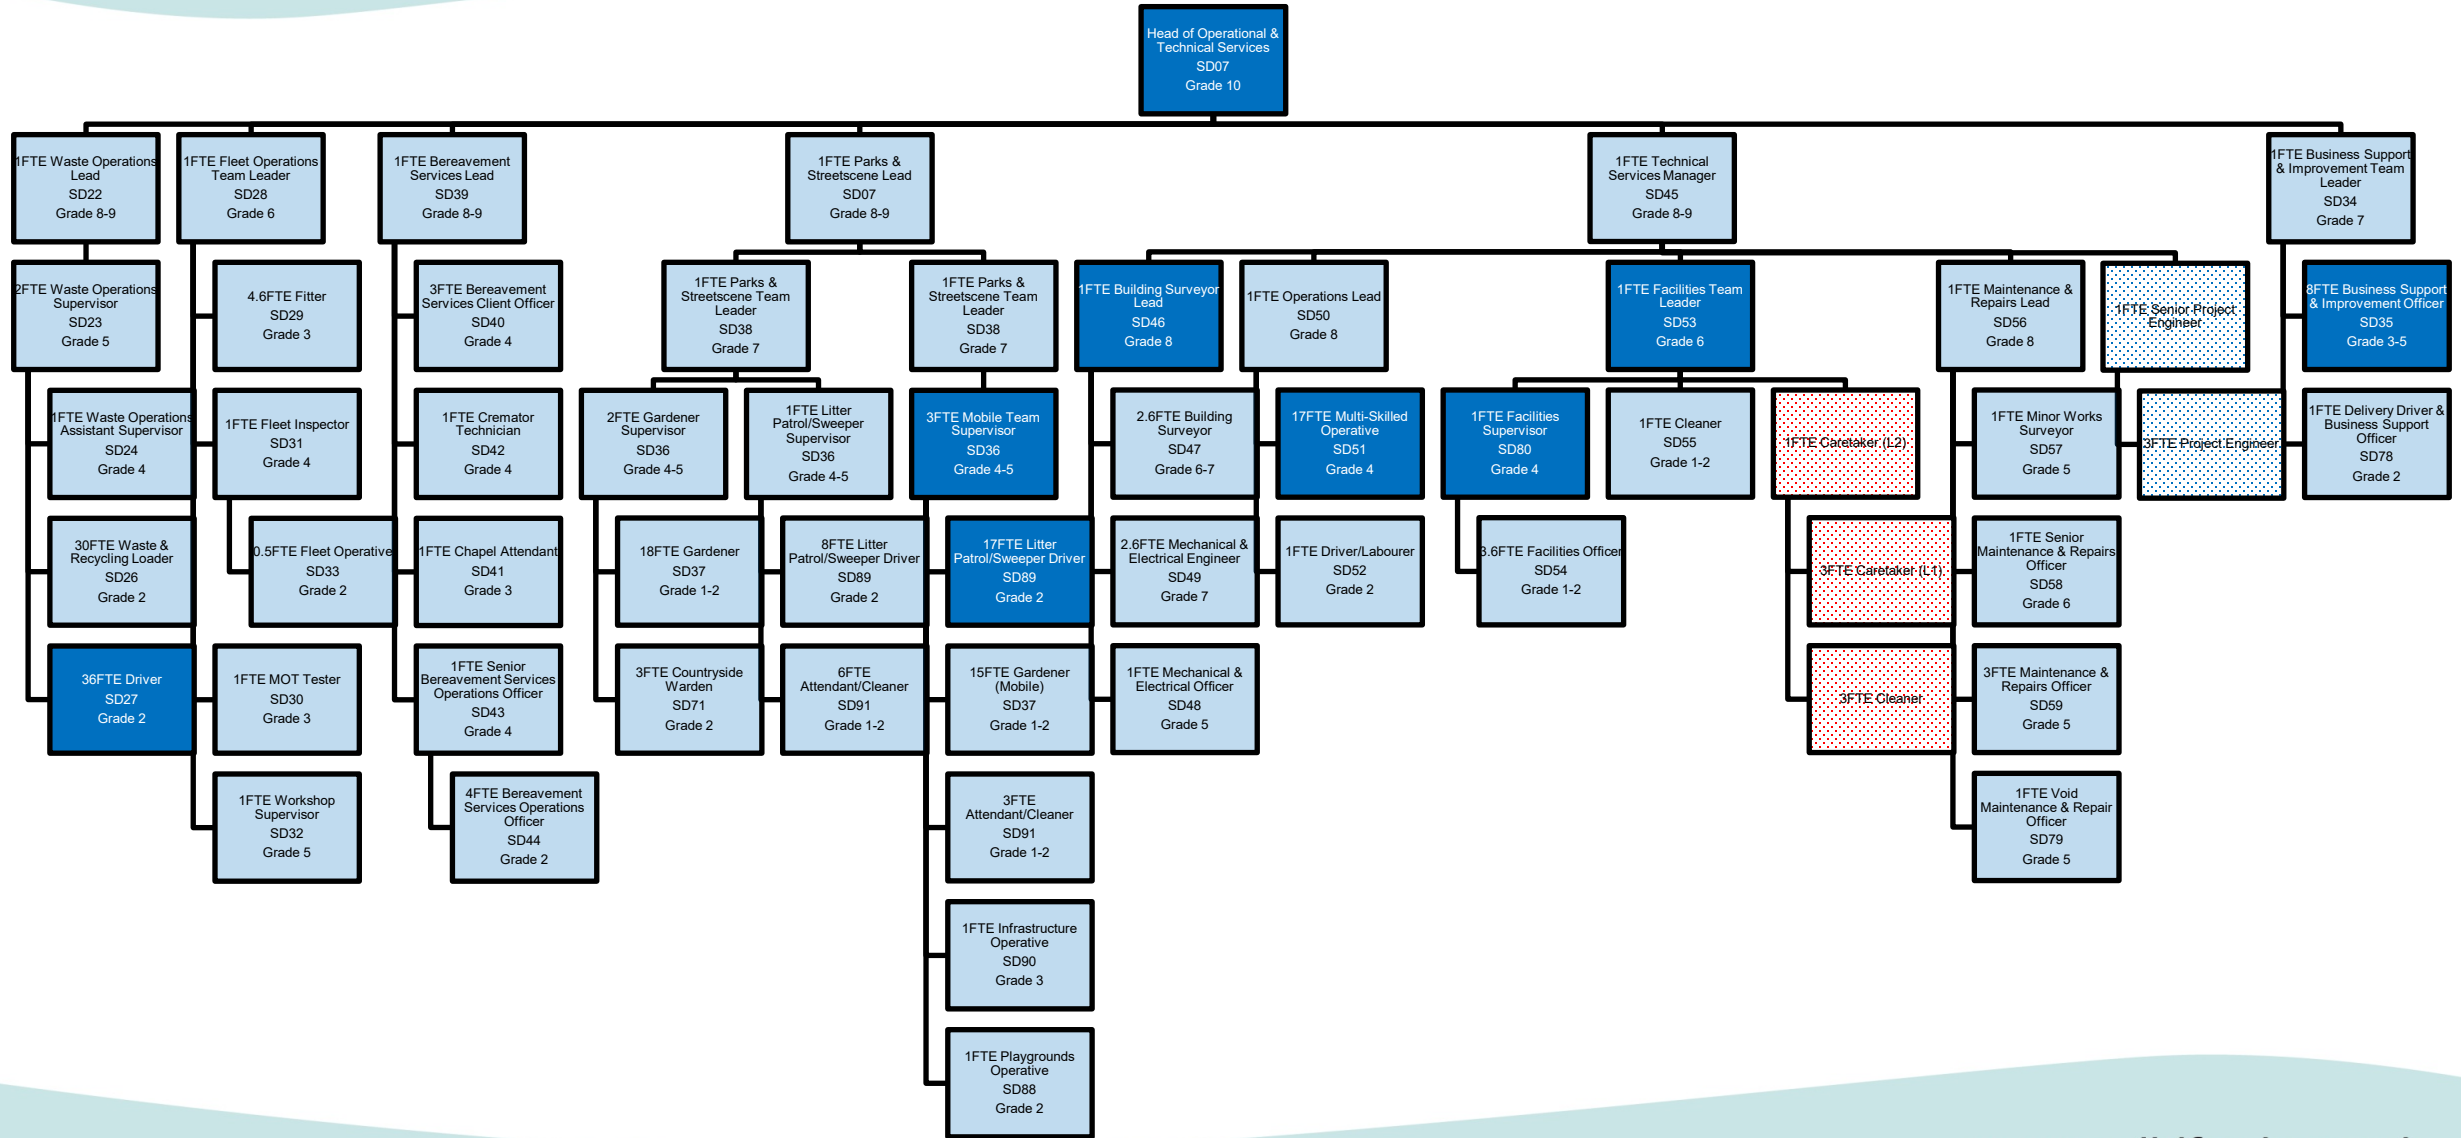 Head of Operational &
Technical Services
SD07
Grade 10
1FTE Waste Operations
Lead
SD22
Grade 8-9
1FTE Fleet Operations
Team Leader
SD28
Grade 6
1FTE Bereavement
Services Lead
SD39
Grade 8-9
1FTE Parks &
Streetscene Lead
SD07
Grade 8-9
1FTE Technical
Services Manager
SD45
Grade 8-9
1FTE Business Support
& Improvement Team
Leader
SD34
Grade 7
2FTE Waste Operations
Supervisor
SD23
Grade 5
4.6FTE Fitter
SD29
Grade 3
3FTE Bereavement
Services Client Officer
SD40
Grade 4
1FTE Parks &
Streetscene Team
Leader
SD38
Grade 7
1FTE Parks &
Streetscene Team
Leader
SD38
Grade 7
1FTE Building Surveyor
Lead
SD46
Grade 8
1FTE Operations Lead
SD50
Grade 8
1FTE Facilities Team
Leader
SD53
Grade 6
1FTE Maintenance &
Repairs Lead
SD56
Grade 8
1FTE Senior Project
Engineer
8FTE Business Support
& Improvement Officer
SD35
Grade 3-5
1FTE Waste Operations
Assistant Supervisor
SD24
Grade 4
1FTE Fleet Inspector
SD31
Grade 4
1FTE Cremator
Technician
SD42
Grade 4
2FTE Gardener
Supervisor
SD36
Grade 4-5
1FTE Litter
Patrol/Sweeper
Supervisor
SD36
Grade 4-5
3FTE Mobile Team
Supervisor
SD36
Grade 4-5
2.6FTE Building
Surveyor
SD47
Grade 6-7
17FTE Multi-Skilled
Operative
SD51
Grade 4
1FTE Facilities
Supervisor
SD80
Grade 4
1FTE Cleaner
SD55
Grade 1-2
1FTE Caretaker (L2)
1FTE Minor Works
Surveyor
SD57
Grade 5
3FTE Project Engineer
1FTE Delivery Driver &
Business Support
Officer
SD78
Grade 2
30FTE Waste &
Recycling Loader
SD26
Grade 2
0.5FTE Fleet Operative
SD33
Grade 2
1FTE Chapel Attendant
SD41
Grade 3
18FTE Gardener
SD37
Grade 1-2
8FTE Litter
Patrol/Sweeper Driver
SD89
Grade 2
17FTE Litter
Patrol/Sweeper Driver
SD89
Grade 2
2.6FTE Mechanical &
Electrical Engineer
SD49
Grade 7
1FTE Driver/Labourer
SD52
Grade 2
3.6FTE Facilities Officer
SD54
Grade 1-2
3FTE Caretaker (L1)
1FTE Senior
Maintenance & Repairs
Officer
SD58
Grade 6
36FTE Driver
SD27
Grade 2
1FTE MOT Tester
SD30
Grade 3
1FTE Senior
Bereavement Services
Operations Officer
SD43
Grade 4
3FTE Countryside
Warden
SD71
Grade 2
6FTE
Attendant/Cleaner
SD91
Grade 1-2
15FTE Gardener
(Mobile)
SD37
Grade 1-2
1FTE Mechanical &
Electrical Officer
SD48
Grade 5
3FTE Cleaner
3FTE Maintenance &
Repairs Officer
SD59
Grade 5
1FTE Workshop
Supervisor
SD32
Grade 5
4FTE Bereavement
Services Operations
Officer
SD44
Grade 2
3FTE
Attendant/Cleaner
SD91
Grade 1-2
1FTE Void
Maintenance & Repair
Officer
SD79
Grade 5
1FTE Infrastructure
Operative
SD90
Grade 3
1FTE Playgrounds
Operative
SD88
Grade 2